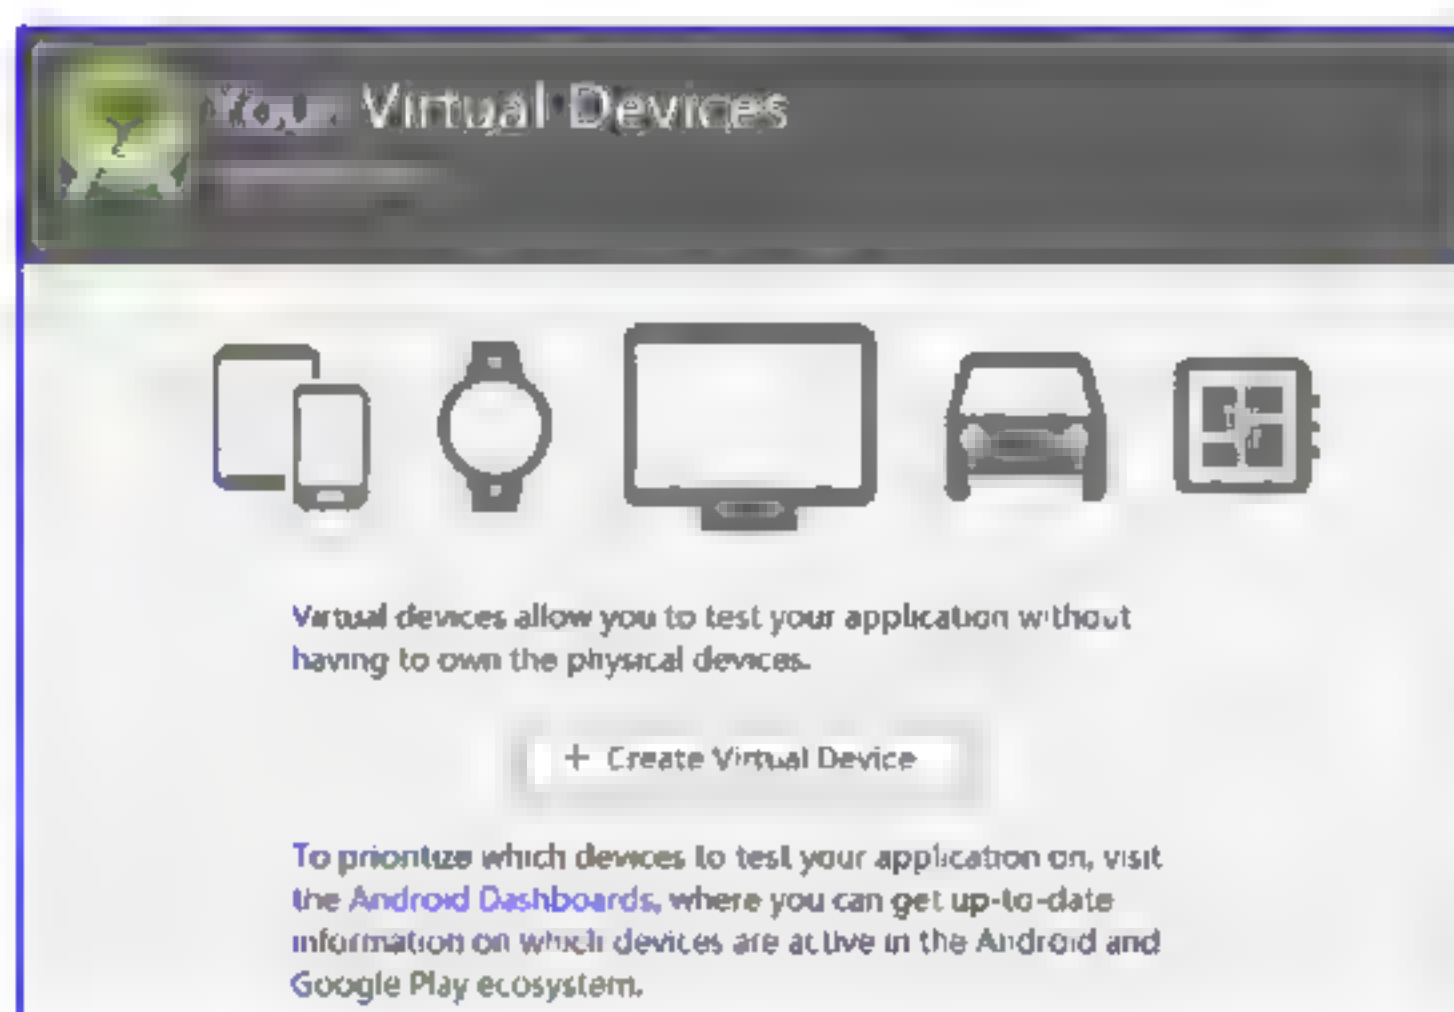 Virtual Devices
Virtual devices allow you to test your application without
having to own the physical devices.
+ Create Virtual Device
To prioritize which devices to test your application on, visit
the Android Dashboards, where you can get up-to-date
information on which devices are active in the Android and
Google Play ecosystem.